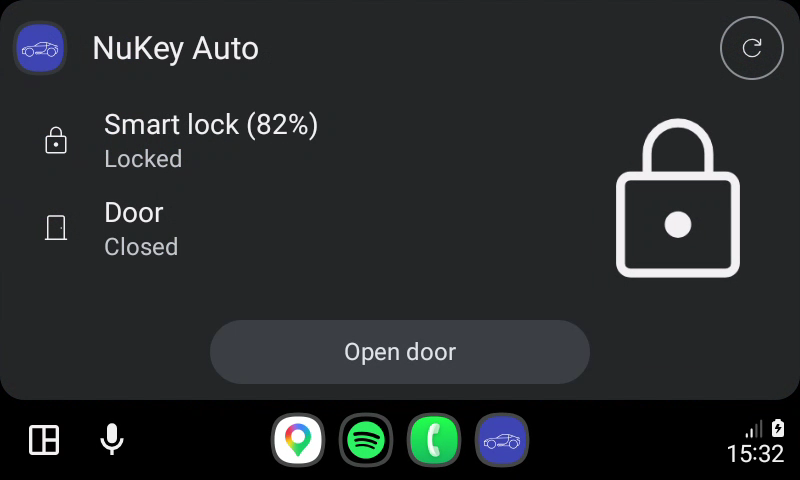 NuKey Auto
Smart lock (82%)
Locked
Door
Closed
Open door
15:32